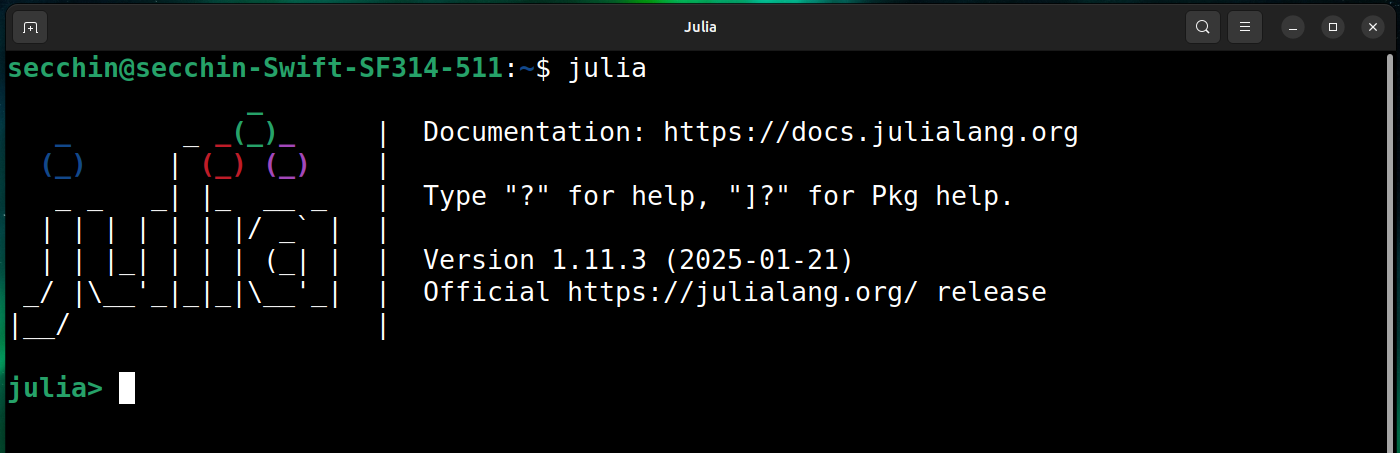 Julia
secchin@secchin-Swift-SF314-511:~$ julia
               _
   _       _ _(_)_     |  Documentation: https://docs.julialang.org
  (_)     | (_) (_)    |
   _ _   _| |_  __ _   |  Type "?" for help, "]?" for Pkg help.
  | | | | | | |/ _` |  |
  | | |_| | | | (_| |  |  Version 1.11.3 (2025-01-21)
 _/ |\__'_|_|_|\__'_|  |  Official https://julialang.org/ release
|__/                   |
julia>